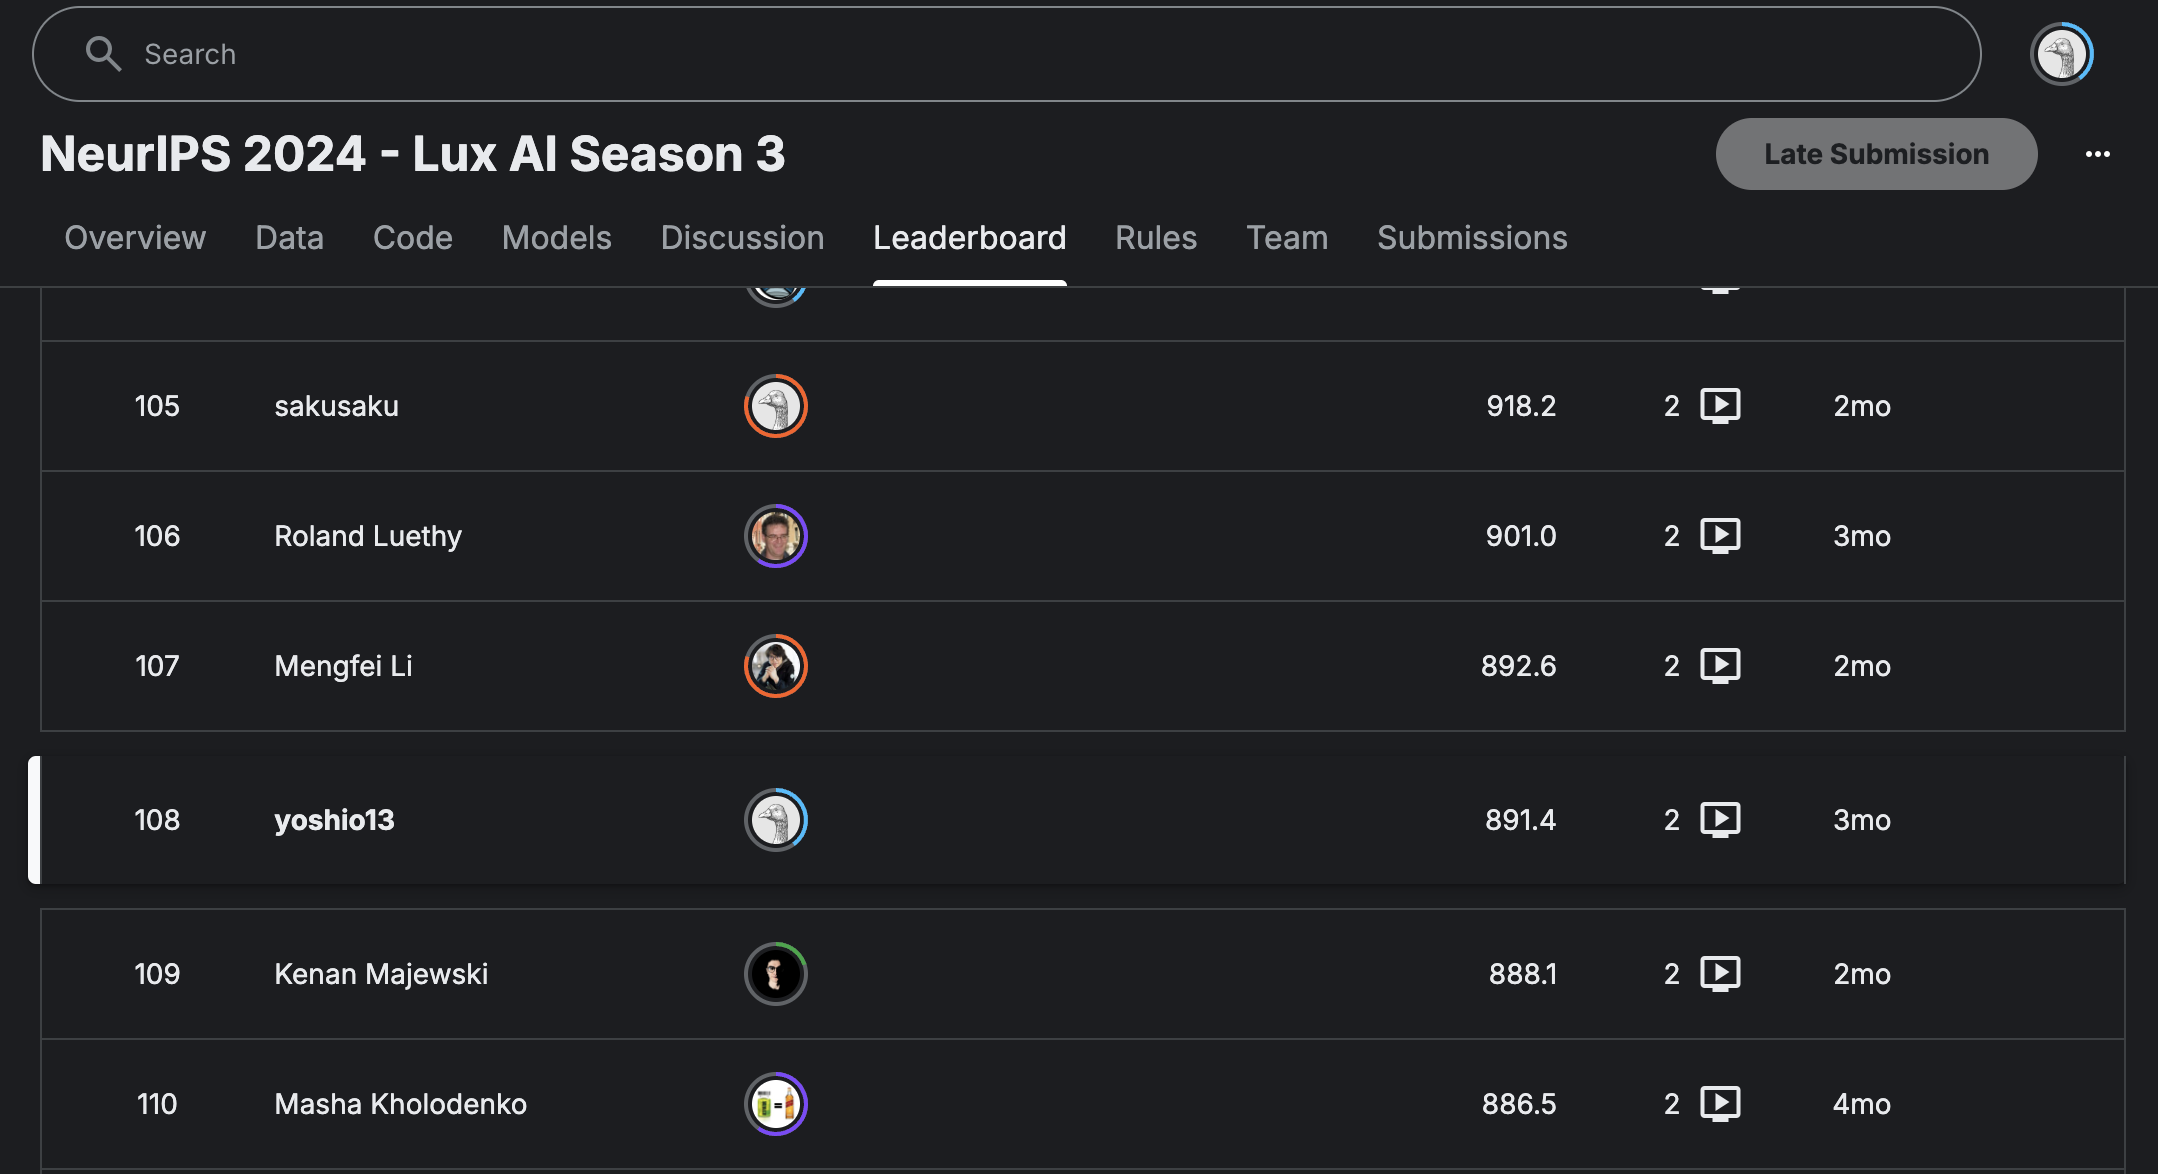 Search
NeurIPS 2024 - Lux AI Season 3
Late Submission
Overview Data Code Models Discussion Leaderboard Rules Team Submissions
105 sakusaku 918.2 2 2mo
106 Roland Luethy 901.0 2 3mo
107 Mengfei Li 892.6 2 2mo
108 yoshio13 891.4 2 3mo
109 Kenan Majewski 888.1 2 2mo
110 Masha Kholodenko 886.5 2 4mo